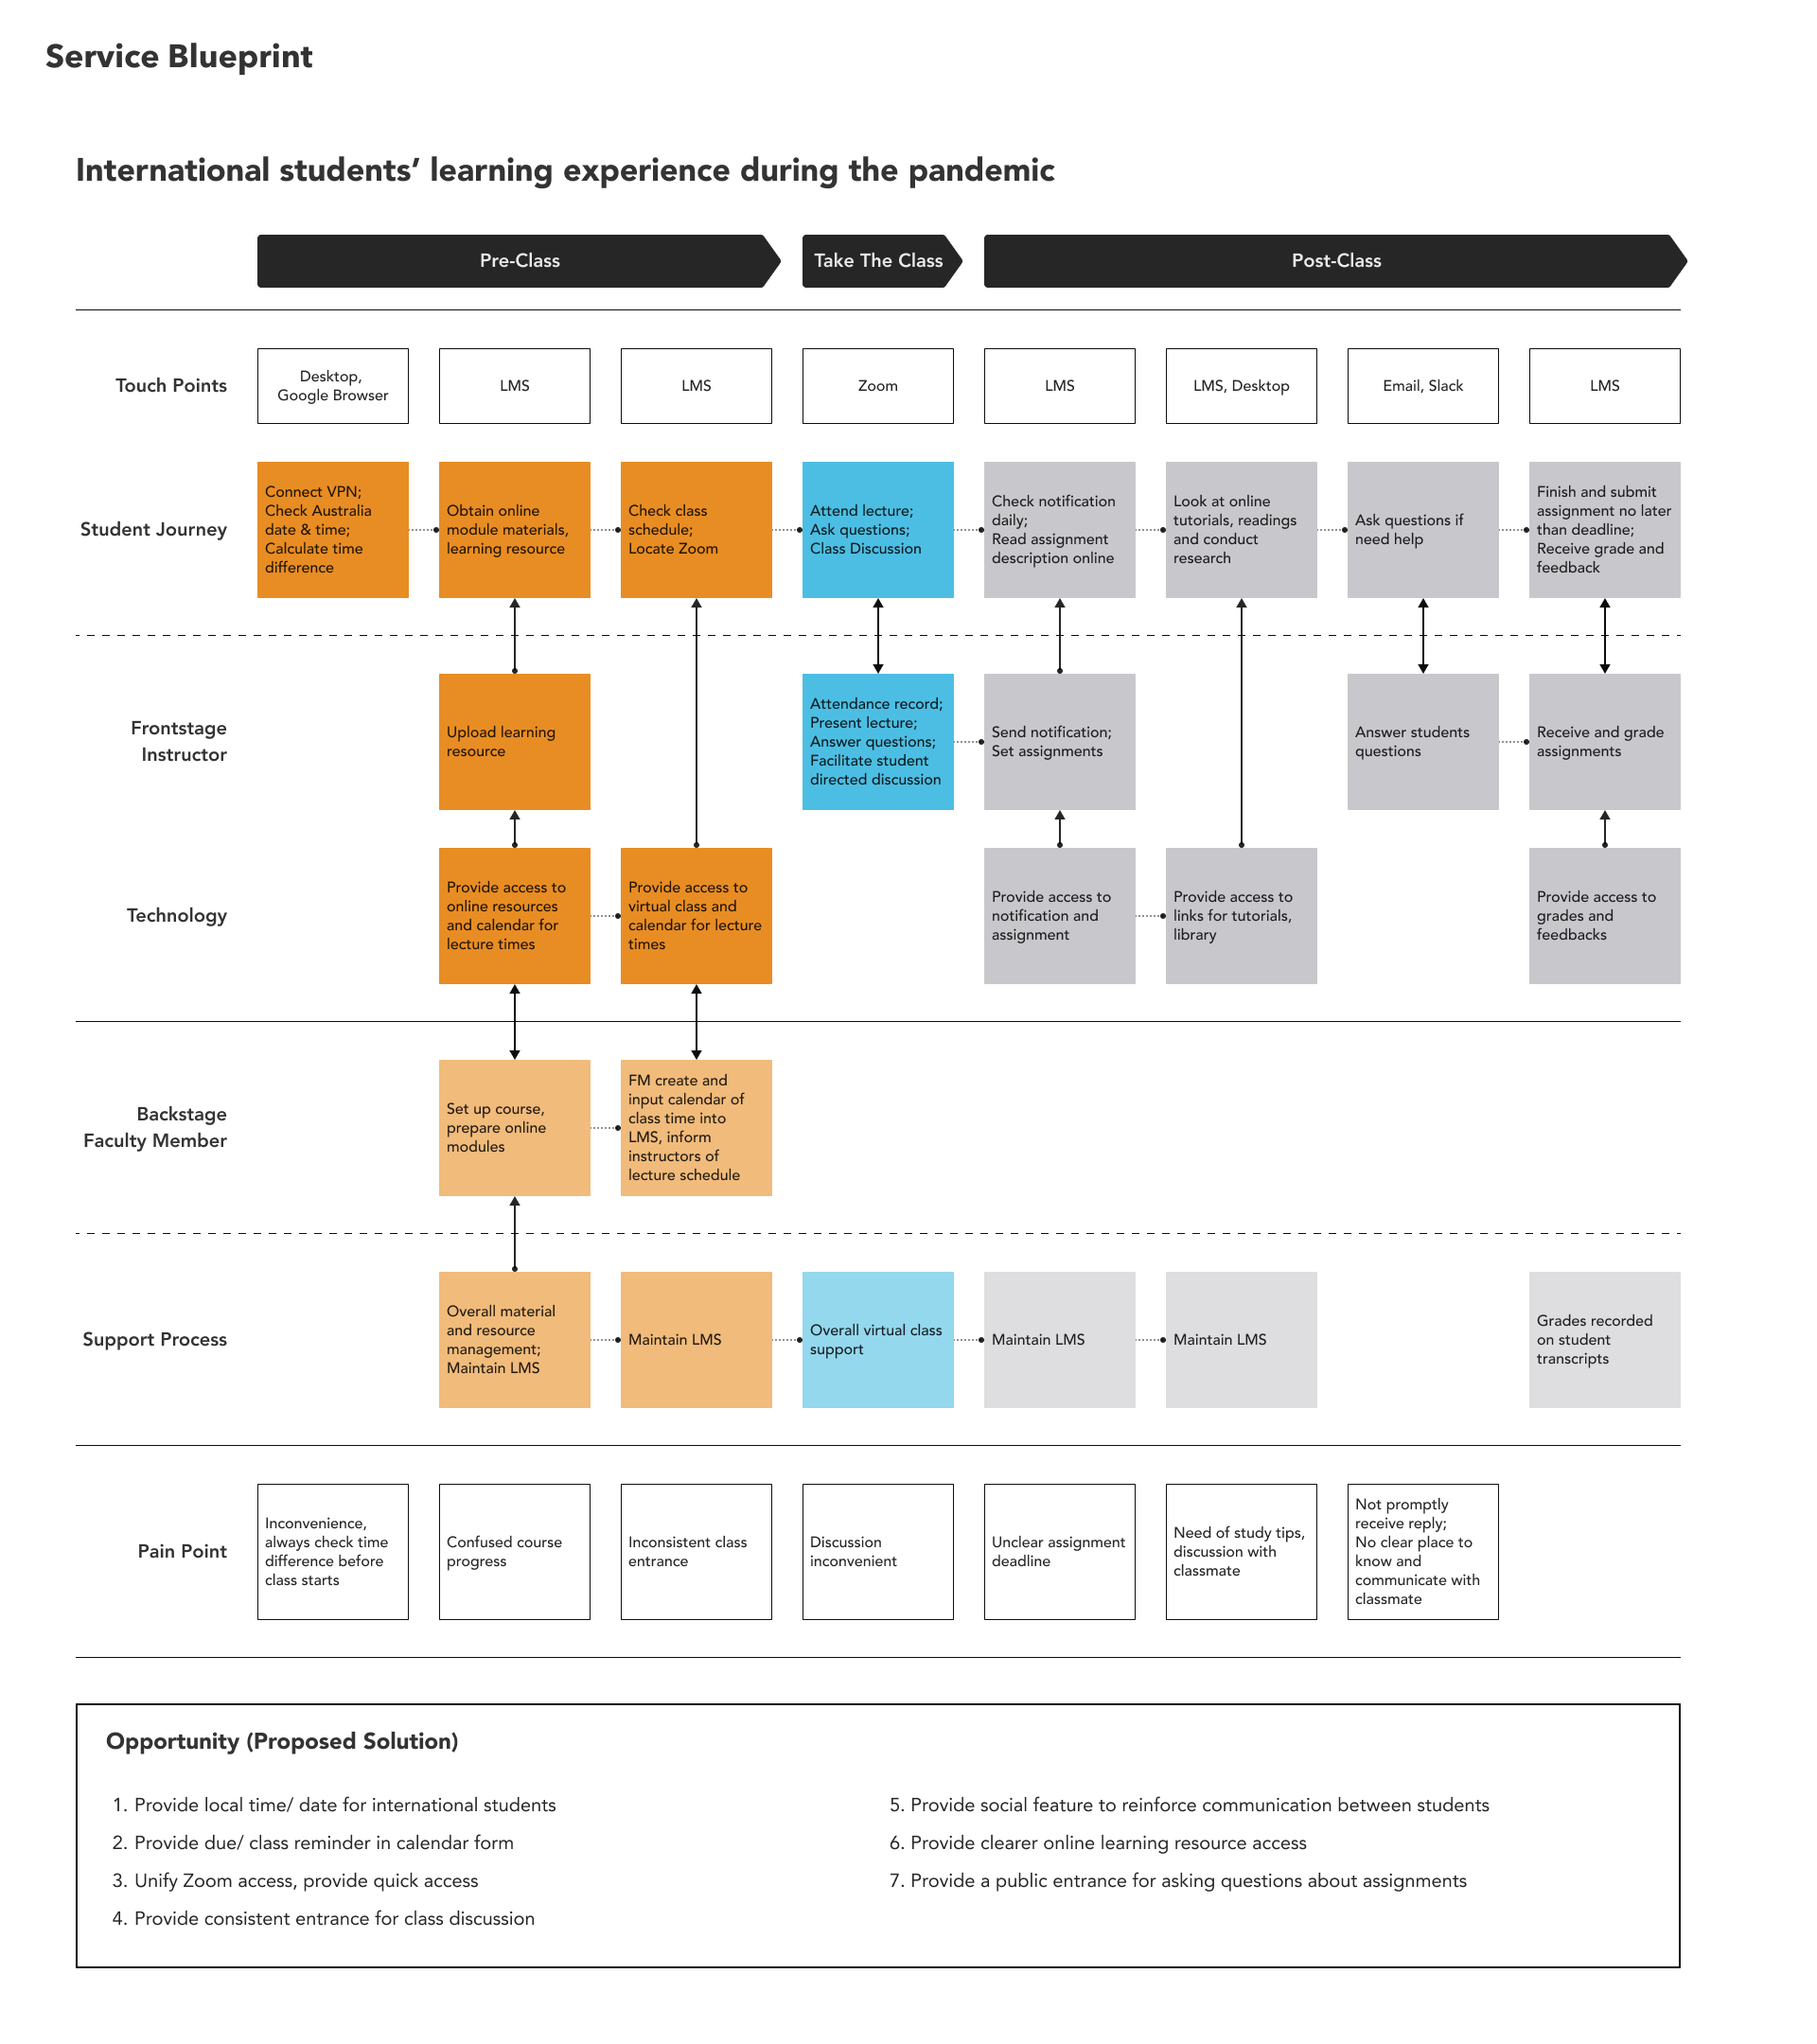 Service Blueprint
International students’ learning experience during the pandemic
Pre-Class
Take The Class
Post-Class
Touch Points
Desktop,
Google Browser
LMS
LMS
Zoom
LMS
LMS, Desktop
Email, Slack
LMS
Student Journey
Connect VPN;
Check Australia
date & time;
Calculate time
difference
Obtain online
module materials,
learning resource
Check class
schedule;
Locate Zoom
Attend lecture;
Ask questions;
Class Discussion
Check notification
daily;
Read assignment
description online
Look at online
tutorials, readings
and conduct
research
Ask questions if
need help
Finish and submit
assignment no later
than deadline;
Receive grade and
feedback
Frontstage
Instructor
Upload learning
resource
Attendance record;
Present lecture;
Answer questions;
Facilitate student
directed discussion
Send notification;
Set assignments
Answer students
questions
Receive and grade
assignments
Technology
Provide access to
online resources
and calendar for
lecture times
Provide access to
virtual class and
calendar for lecture
times
Provide access to
notification and
assignment
Provide access to
links for tutorials,
library
Provide access to
grades and
feedbacks
Backstage
Faculty Member
Set up course,
prepare online
modules
FM create and
input calendar of
class time into
LMS, inform
instructors of
lecture schedule
Support Process
Overall material
and resource
management;
Maintain LMS
Maintain LMS
Overall virtual class
support
Maintain LMS
Maintain LMS
Grades recorded
on student
transcripts
Pain Point
Inconvenience,
always check time
difference before
class starts
Confused course
progress
Inconsistent class
entrance
Discussion
inconvenient
Unclear assignment
deadline
Need of study tips,
discussion with
classmate
Not promptly
receive reply;
No clear place to
know and
communicate with
classmate
Opportunity (Proposed Solution)
1. Provide local time/ date for international students
2. Provide due/ class reminder in calendar form
3. Unify Zoom access, provide quick access
4. Provide consistent entrance for class discussion
5. Provide social feature to reinforce communication between students
6. Provide clearer online learning resource access
7. Provide a public entrance for asking questions about assignments